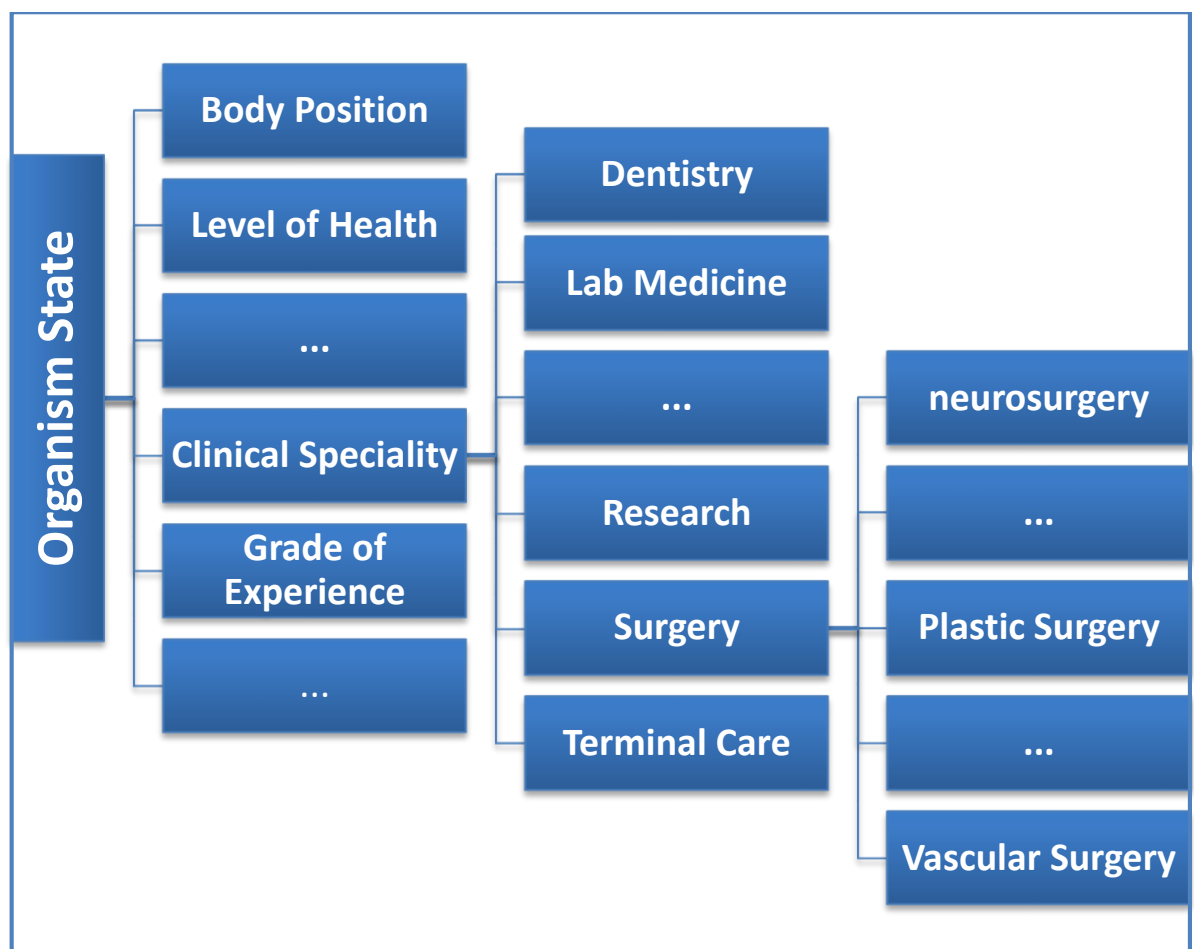 Organism State
Body Position
Level of Health
...
Clinical Speciality
Grade of
Experience
...
Dentistry
Lab Medicine
...
Research
Surgery
Terminal Care
neurosurgery
...
Plastic Surgery
...
Vascular Surgery